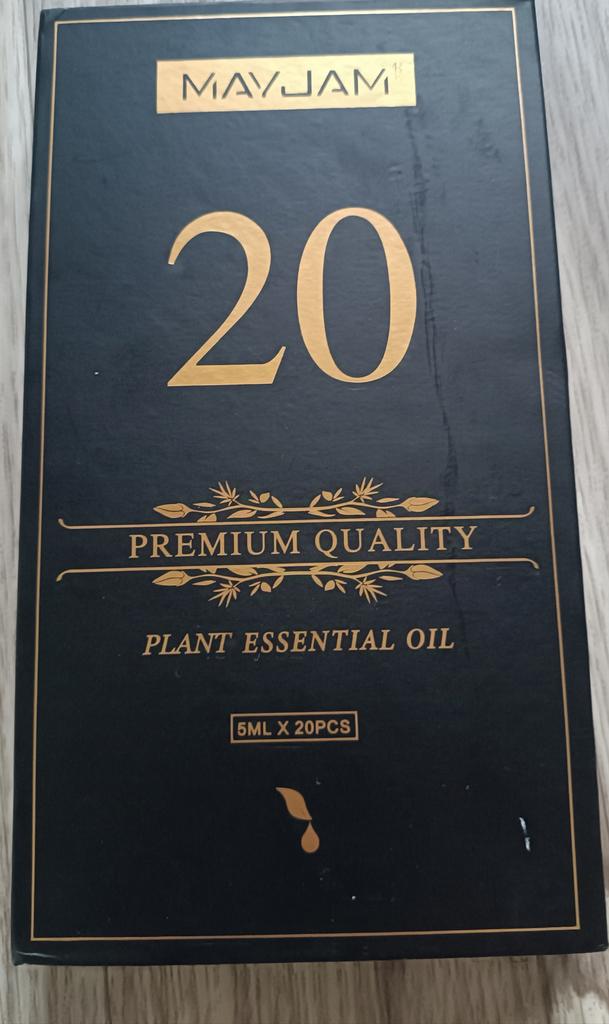 MAYJAM
20
PREMIUM QUALITY
PLANT ESSENTIAL OIL
5ML X 20PCS